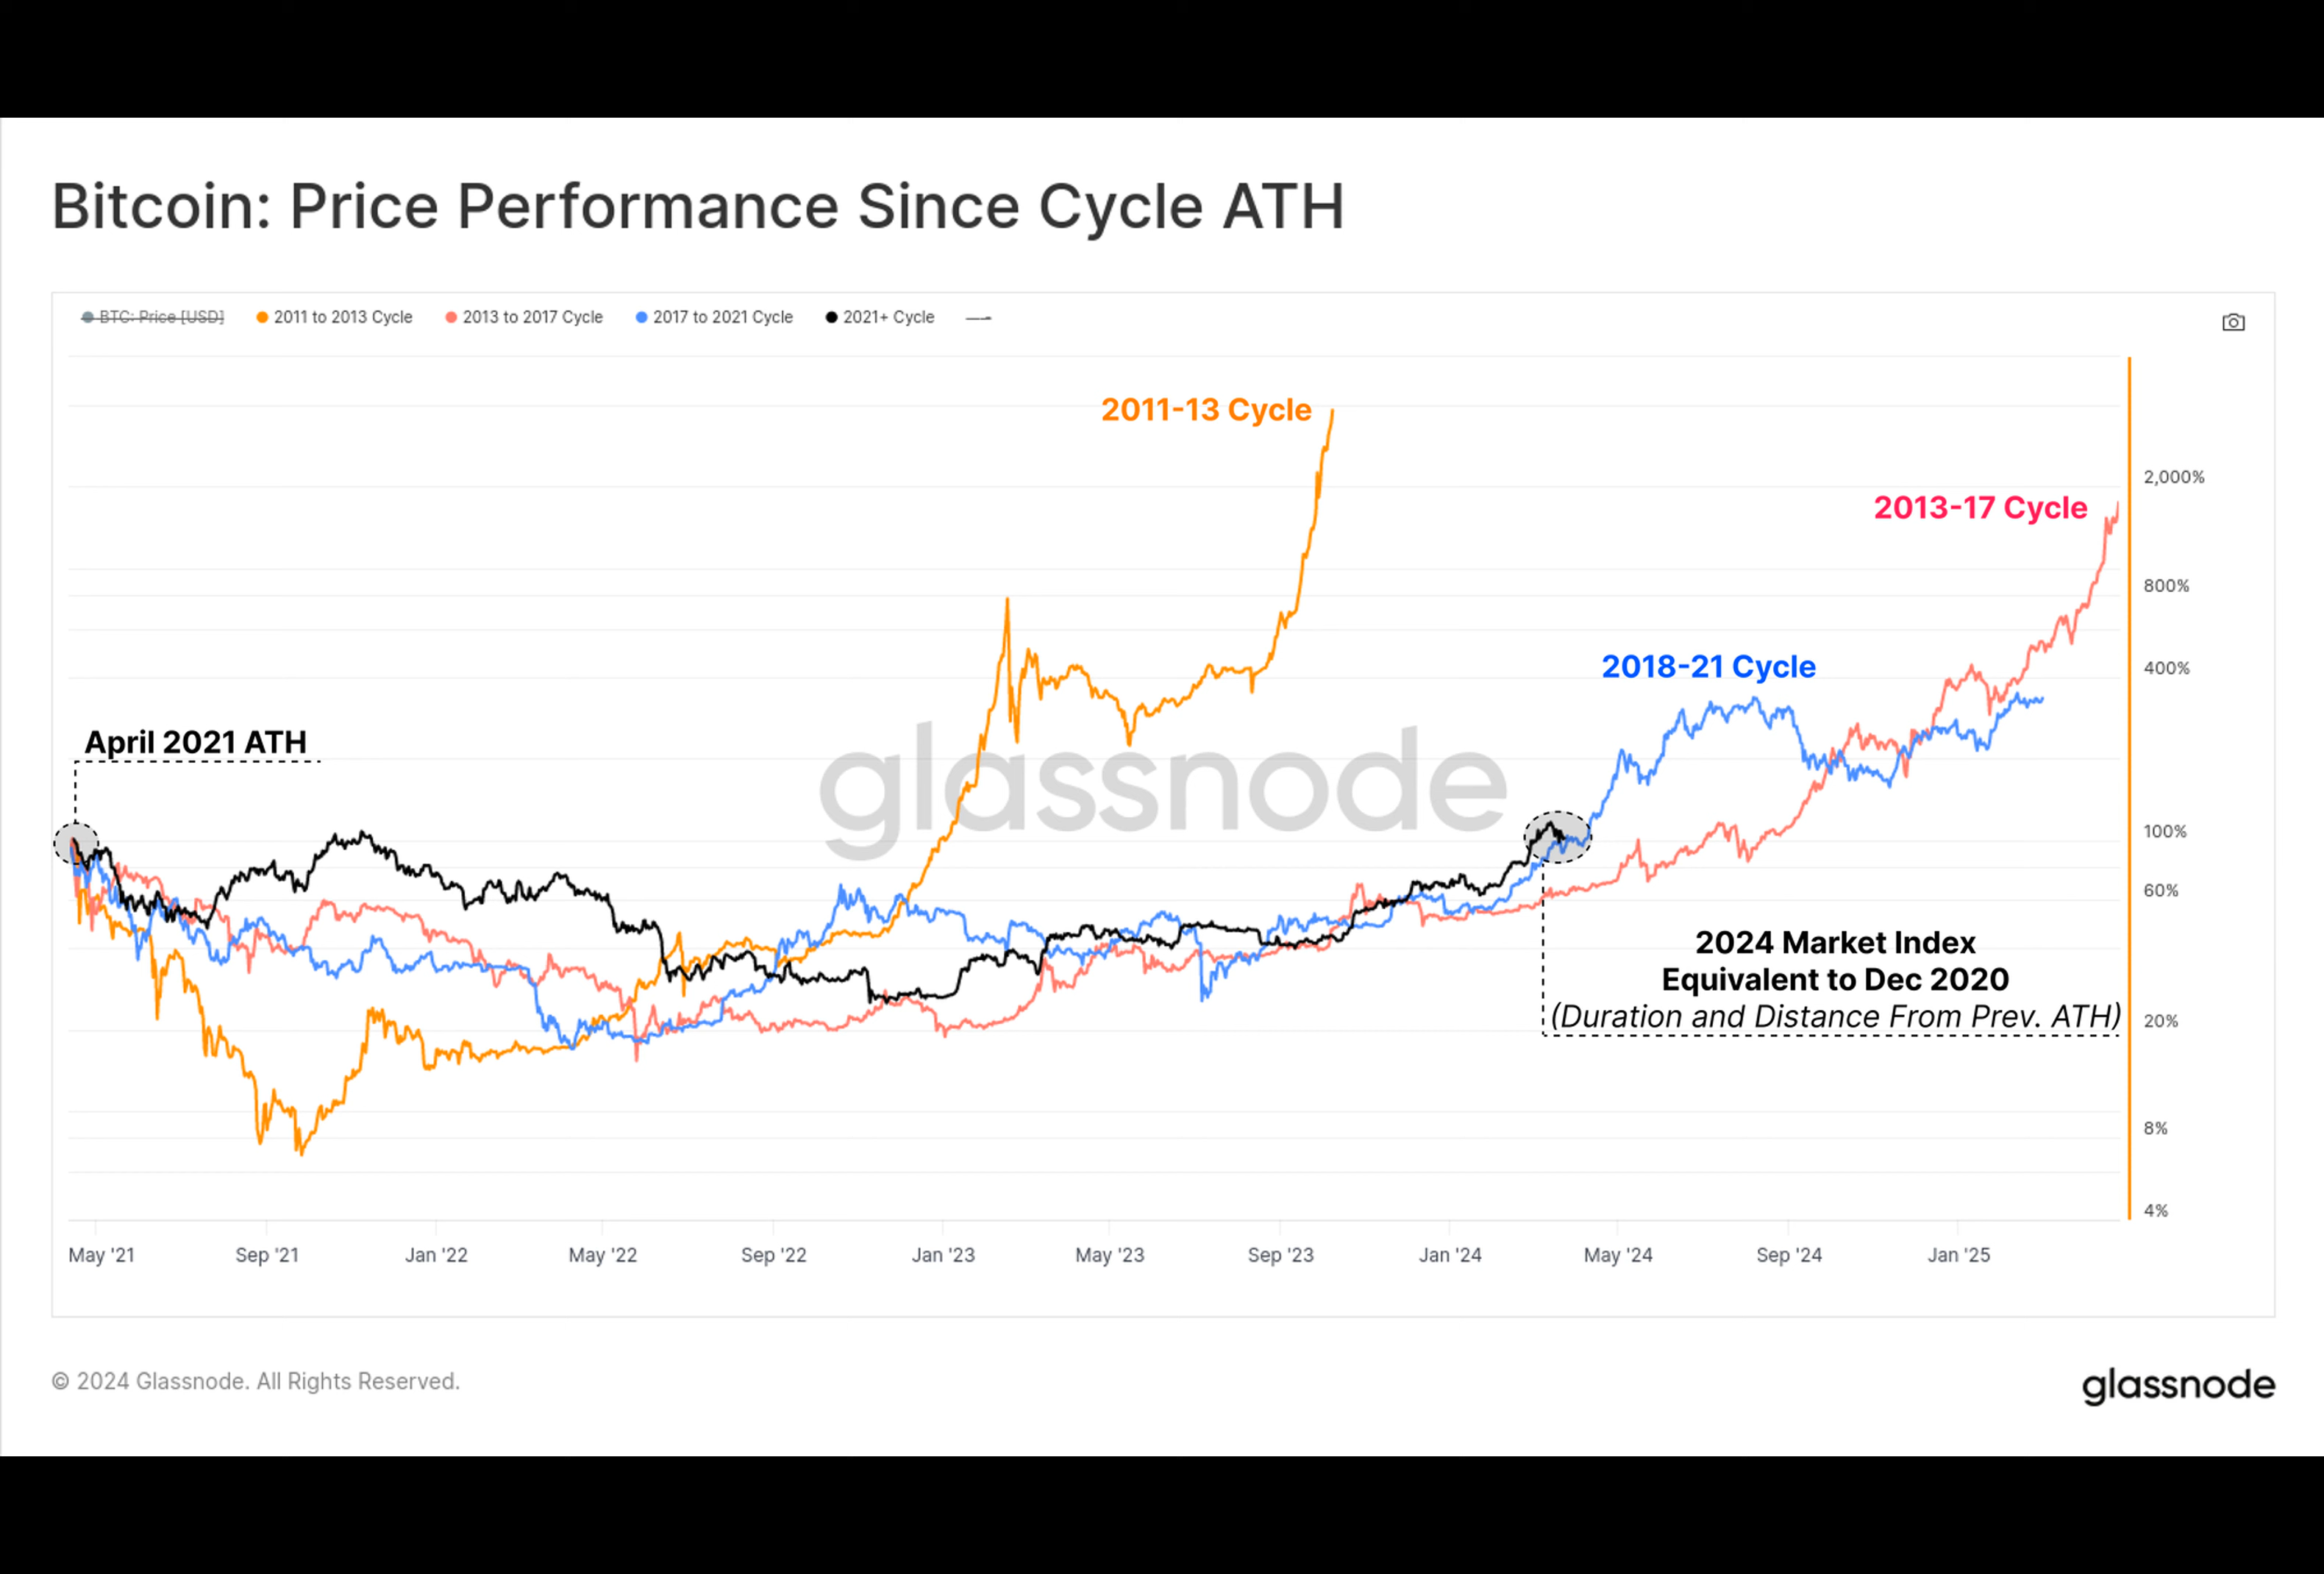 Bitcoin: Price Performance Since Cycle ATH
BTC: Price [USD] 2011 to 2013 Cycle 2013 to 2017 Cycle 2017 to 2021 Cycle 2021+ Cycle
2011-13 Cycle
2,000%
2013-17 Cycle
800%
2018-21 Cycle
400%
April 2021 ATH
glassnode
100%
60%
2024 Market Index
Equivalent to Dec 2020
(Duration and Distance From Prev. ATH)
20%
8%
4%
May '21 Sep '21 Jan '22 May '22 Sep '22 Jan '23 May '23 Sep '23 Jan '24 May '24 Sep '24 Jan '25
© 2024 Glassnode. All Rights Reserved.
glassnode